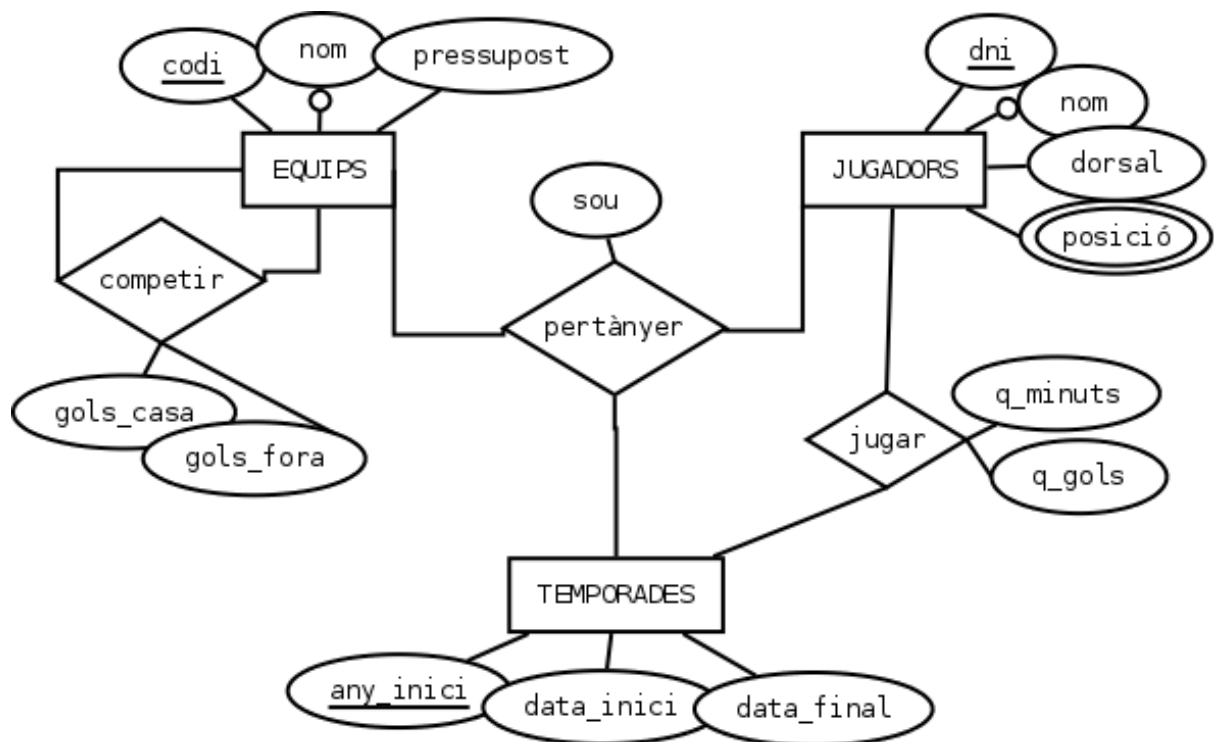 codi
nom
pressupost
dni
nom
EQUIPS
JUGADORS
dorsal
sou
posició
competir
pertànyer
gols_casa
q_minuts
jugar
gols_fora
q_gols
TEMPORADES
any_inici
data_inici
data_final